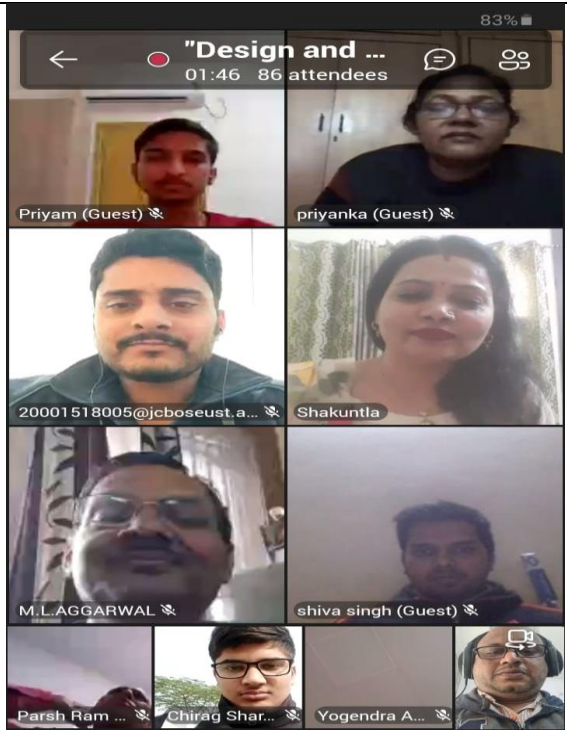 83%
"Design and ...
01:46 86 attendees
Priyam (Guest)
priyanka (Guest)
20001518005@jcboseust.a...
Shakuntla
M.L.AGGARWAL
shiva singh (Guest)
Parsh Ram ...
Chirag Shar...
Yogendra A...